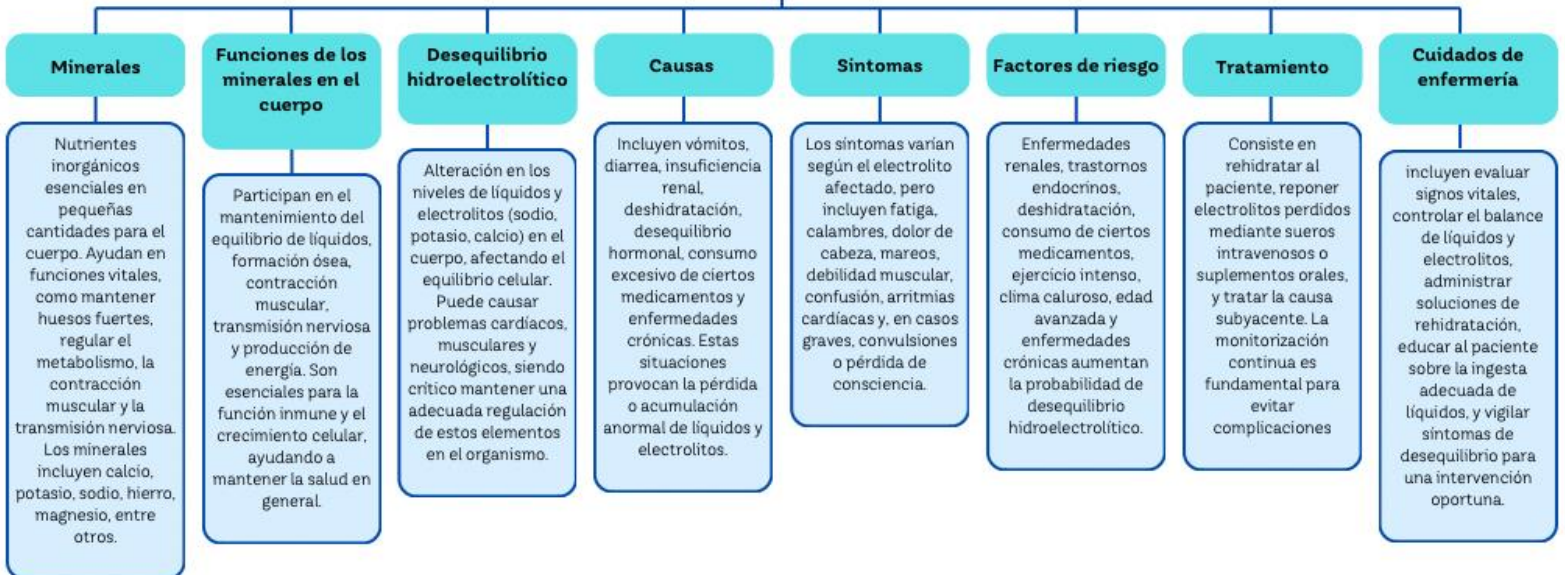 Minerales
Nutrientes
inorgánicos
esenciales en
pequeñas
cantidades para el
cuerpo. Ayudan en
funciones vitales,
como mantener
huesos fuertes,
regular el
metabolismo, la
contracción
muscular y la
transmisión nerviosa.
Los minerales
incluyen calcio,
potasio, sodio, hierro,
magnesio, entre
otros.
Funciones de los
minerales en el
cuerpo
Participan en el
mantenimiento del
equilibrio de líquidos,
formación ósea,
contracción
muscular,
transmisión nerviosa
y producción de
energía. Son
esenciales para la
función inmune y el
crecimiento celular,
ayudando a
mantener la salud en
general.
Desequilibrio
hidroelectrolítico
Alteración en los
niveles de líquidos y
electrolitos (sodio,
potasio, calcio) en el
cuerpo, afectando el
equilibrio celular.
Puede causar
problemas cardíacos,
musculares y
neurológicos, siendo
crítico mantener una
adecuada regulación
de estos elementos
en el organismo.
Causas
Incluyen vómitos,
diarrea, insuficiencia
renal,
deshidratación,
desequilibrio
hormonal, consumo
excesivo de ciertos
medicamentos y
enfermedades
crónicas. Estas
situaciones
provocan la pérdida
o acumulación
anormal de líquidos y
electrolitos.
Sintomas
Los síntomas varían
según el electrolito
afectado, pero
incluyen fatiga,
calambres, dolor de
cabeza, mareos,
debilidad muscular,
confusión, arritmias
cardíacas y, en casos
graves, convulsiones
o pérdida de
consciencia.
Factores de riesgo
Enfermedades
renales, trastornos
endocrinos,
deshidratación,
consumo de ciertos
medicamentos,
ejercicio intenso,
clima caluroso, edad
avanzada y
enfermedades
crónicas aumentan
la probabilidad de
desequilibrio
hidroelectrolítico.
Tratamiento
Consiste en
rehidratar al
paciente, reponer
electrolitos perdidos
mediante sueros
intravenosos o
suplementos orales,
y tratar la causa
subyacente. La
monitorización
continua es
fundamental para
evitar
complicaciones
Cuidados de
enfermería
incluyen evaluar
signos vitales,
controlar el balance
de líquidos y
electrolitos,
administrar
soluciones de
rehidratación,
educar al paciente
sobre la ingesta
adecuada de
líquidos, y vigilar
síntomas de
desequilibrio para
una intervención
oportuna.